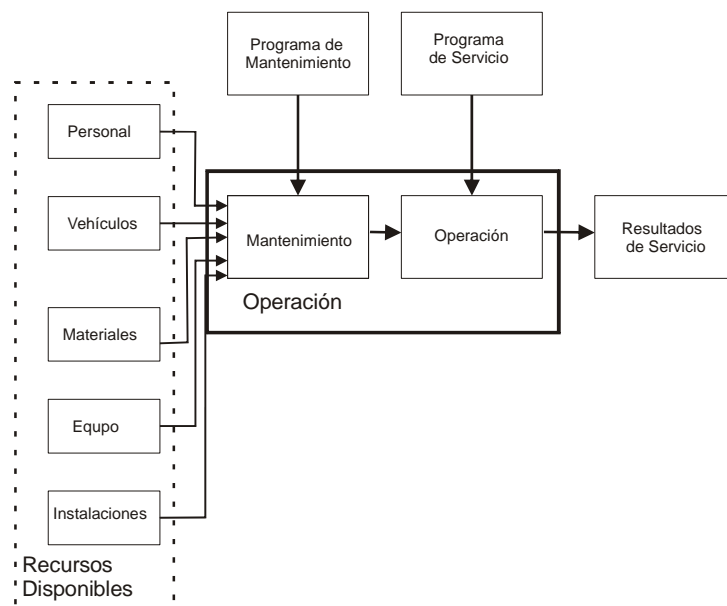 Programa de
Mantenimiento
Programa
de Servicio
Personal
Vehículos
Materiales
Equpo
Instalaciones
Recursos
Disponibles
Mantenimiento
Operación
Operación
Resultados
de Servicio